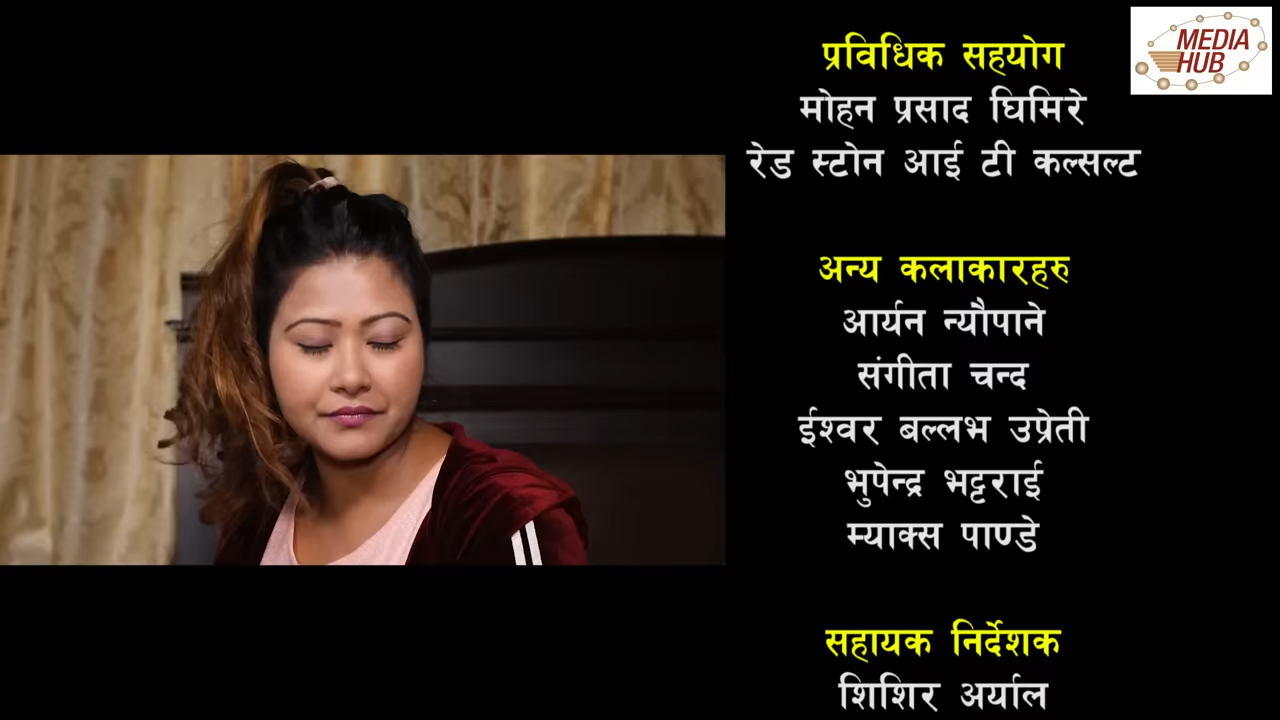 MEDIA
HUB
प्रविधिक सहयोग
मोहन प्रसाद घिमिरे
रेड स्टोन आई टी कल्सल्ट
अन्य कलाकारहरु
आर्यन न्यौपाने
संगीता चन्द
ईश्वर बल्लभ उप्रेती
भुपेन्द्र भट्टराई
म्याक्स पाण्डे
सहायक निर्देशक
शिशिर अर्याल